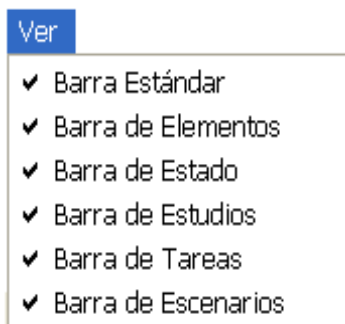 Ver
Barra Estándar
Barra de Elementos
Barra de Estado
Barra de Estudios
Barra de Tareas
Barra de Escenarios